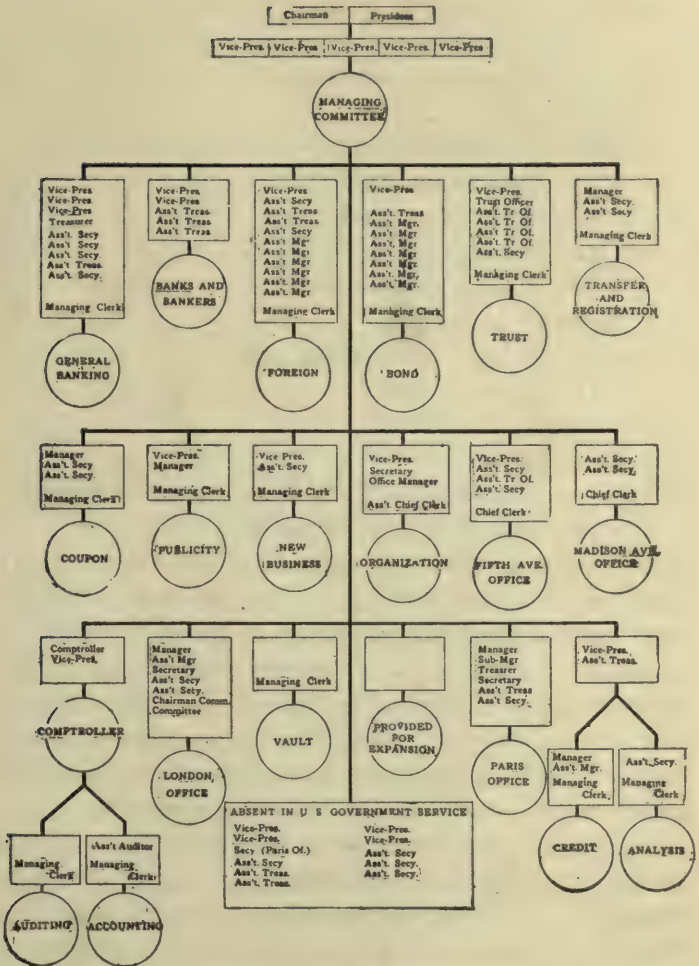 Chairman President
Vice-Pres. Vice-Pres Vice-Pres. Vice-Pres. Vice-Pres
MANAGING
COMMITTEE
Vice-Pres
Vice-Pres.
Vice-Pres
Treasurer
Ass't. Secy
Ass't Secy
Ass't Secy.
Ass't Treas.
Ass't Secy.
Managing Clerk
GENERAL
BANKING
Vice-Pres
Vice-Pres.
Ass't Treas.
Ass't Treas
Ass't Treas
BANKS AND
BANKERS
Vice-Pres
Ass't Secy
Ass't Treas
Ass't Treas.
Ass't Secy
Ass't Mgr
Ass't Mgr
Ass't Mgr
Ass't Mgr
Ass't Mgr
Managing Clerk
FOREIGN
Vice-Pres
Ass't. Treas
Ass't Mgr.
Ass't Mgr
Ass't Mgr
Ass't Mgr
Ass't Mgr
Ass't Mgr.
Ass't Mgr.
Managing Clerk
BOND
Vice-Pres.
Trust Officer
Ass't. Tr Of.
Ass't. Tr Of.
Ass't. Tr Of.
Ass't. Tr Of.
Ass't. Secy
Managing Clerk
TRUST
Manager
Ass't Secy.
Ass't Secy
Managing Clerk
TRANSFER
AND
REGISTRATION
Manager
Ass't. Secy
Ass't Secy.
Managing Clerk
COUPON
Vice-Pres.
Manager
Managing Clerk
PUBLICITY
Vice Pres.
Ass't. Secy
Managing Clerk
NEW
BUSINESS
Vice-Pres.
Secretary
Office Manager
Ass't. Chief Clerk
ORGANIZATION
Vice-Pres.
Ass't. Secy
Ass't. Tr Of.
Ass't. Secy
Chief Clerk
FIFTH AVE.
OFFICE
Ass't. Secy.
Ass't. Secy.
Chief Clerk
MADISON AVE.
OFFICE
Comptroller
Vice-Pres.
COMPTROLLER
Manager
Ass't Mgr
Secretary
Ass't Secy
Ass't Secy.
Chairman Comm.
Committee
LONDON
OFFICE
Managing Clerk
VAULT
PROVIDED
FOR
EXPANSION
Manager
Sub-Mgr
Treasurer
Secretary
Ass't Treas
Ass't Secy.
PARIS
OFFICE
Vice-Pres.
Ass't. Treas.
Managing
Clerk
AUDITING
Ass't Auditor
Managing
Clerk
ACCOUNTING
ABSENT IN U S GOVERNMENT SERVICE
Vice-Pres. Vice-Pres.
Vice-Pres. Vice-Pres.
Secy (Paris Of.) Ass't. Secy
Ass't. Secy Ass't. Secy.
Ass't. Treas. Ass't. Secy.
Ass't. Treas.
Manager
Ass't. Mgr.
Managing
Clerk
CREDIT
Ass't. Secy.
Managing
Clerk
ANALYSIS